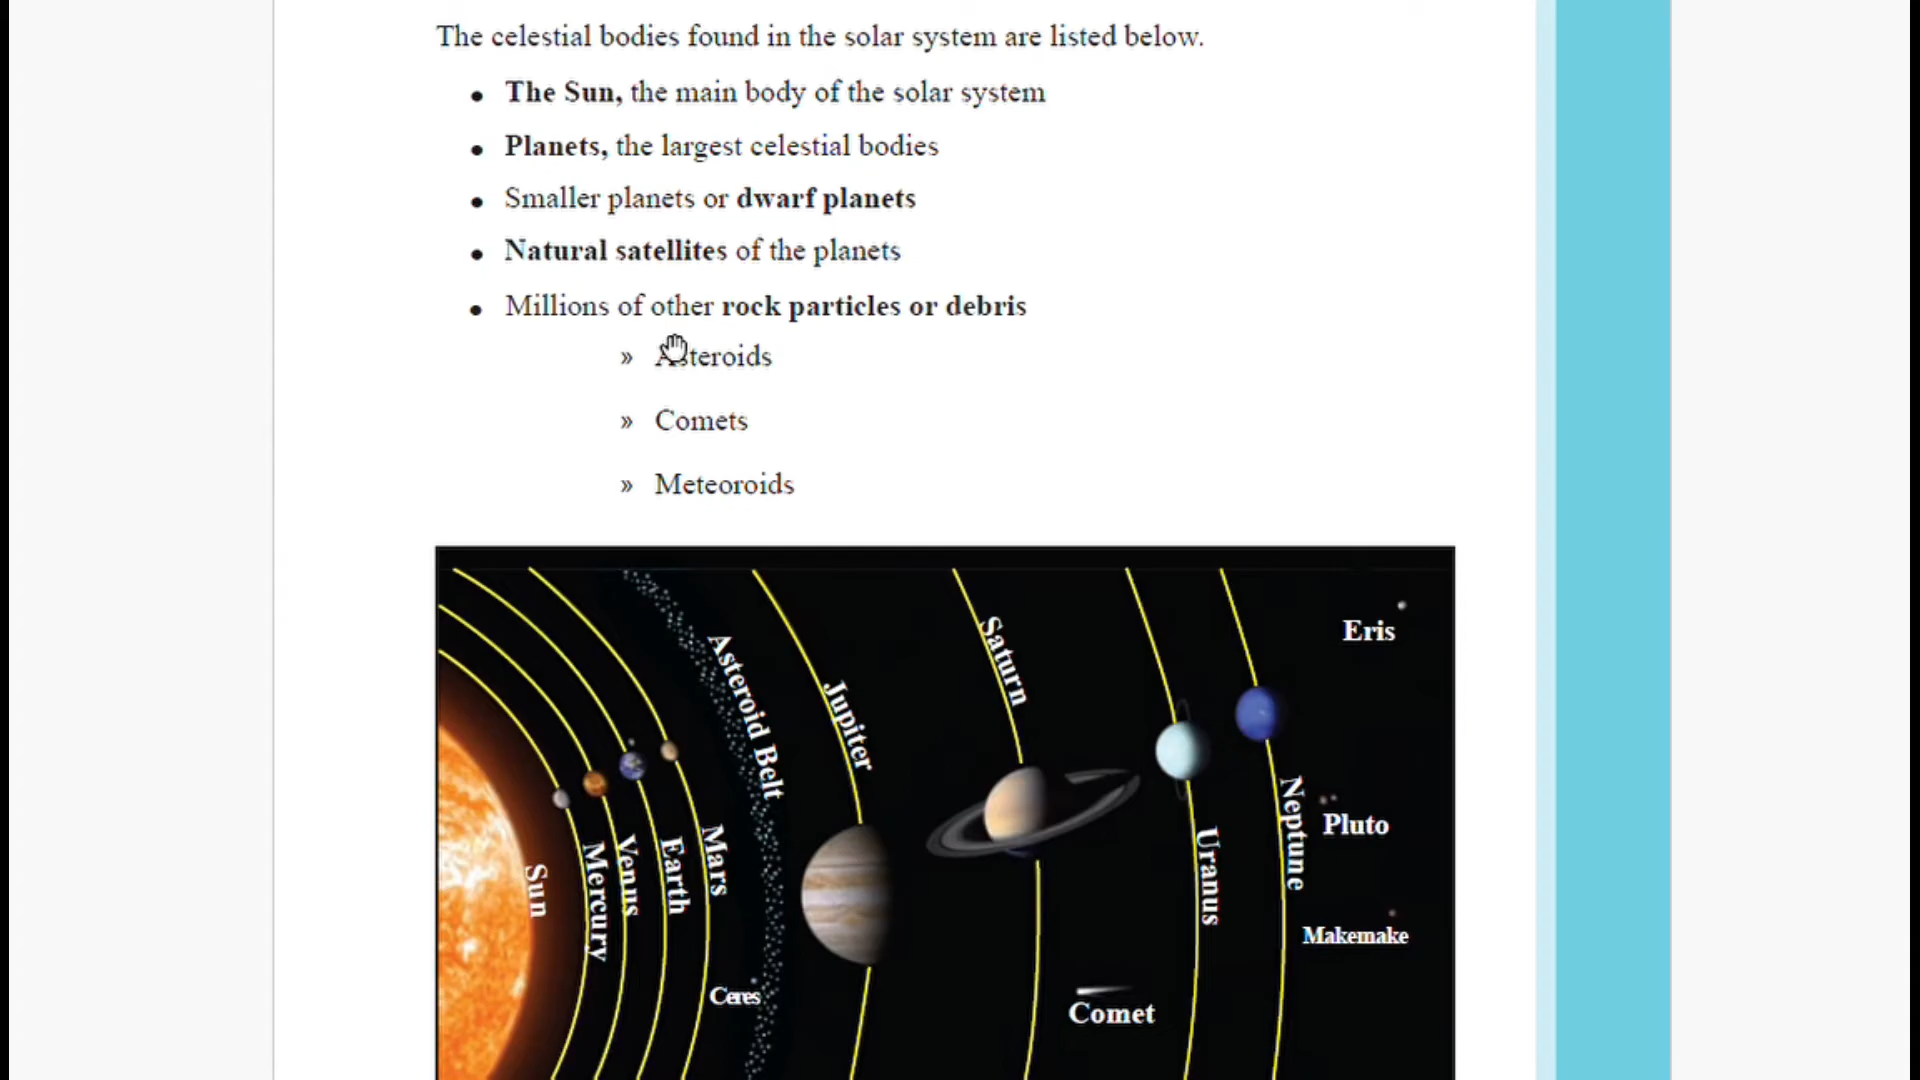 The celestial bodies found in the solar system are listed below.
• The Sun, the main body of the solar system
• Planets, the largest celestial bodies
• Smaller planets or dwarf planets
• Natural satellites of the planets
• Millions of other rock particles or debris
» Asteroids
» Comets
» Meteoroids
Sun
Mercury
Venus
Earth
Mars
Asteroid Belt
Ceres
Jupiter
Saturn
Comet
Uranus
Neptune
Eris
Pluto
Makemake